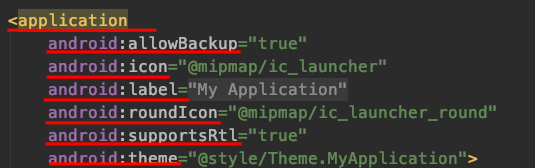 <application
android:allowBackup="true"
android:icon="@mipmap/ic_launcher"
android:label="My Application"
android:roundIcon="@mipmap/ic_launcher_round"
android:supportsRtl="true"
android:theme="@style/Theme.MyApplication">